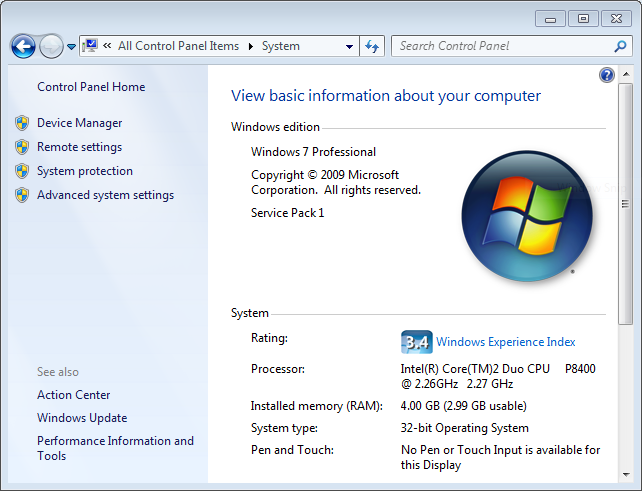 « All Control Panel Items System
Search Control Panel
Control Panel Home
Device Manager
Remote settings
System protection
Advanced system settings
See also
Action Center
Windows Update
Performance Information and
Tools
View basic information about your computer
Windows edition
Windows 7 Professional
Copyright © 2009 Microsoft
Corporation. All rights reserved.
Service Pack 1
System
Rating:
3.4 Windows Experience Index
Processor:
Intel(R) Core(TM)2 Duo CPU P8400
@ 2.26GHz 2.27 GHz
Installed memory (RAM):
4.00 GB (2.99 GB usable)
System type:
32-bit Operating System
Pen and Touch:
No Pen or Touch Input is available for
this Display